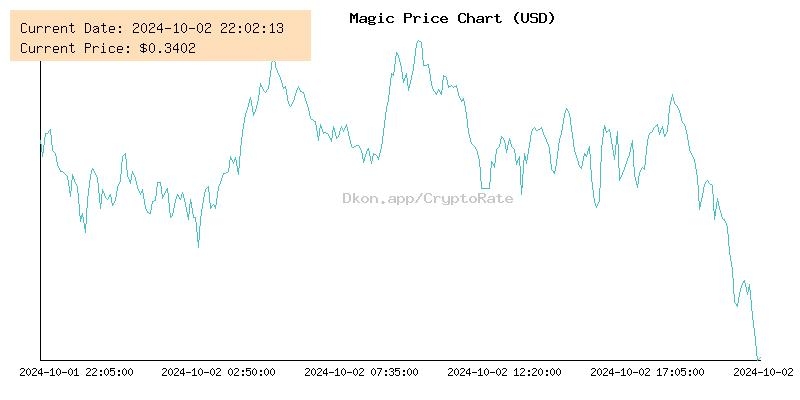 Magic Price Chart (USD)
Current Date: 2024-10-02 22:02:13
Current Price: $0.3402
Dkon.app/CryptoRate
2024-10-01 22:05:00
2024-10-02 02:50:00
2024-10-02 07:35:00
2024-10-02 12:20:00
2024-10-02 17:05:00
2024-10-02